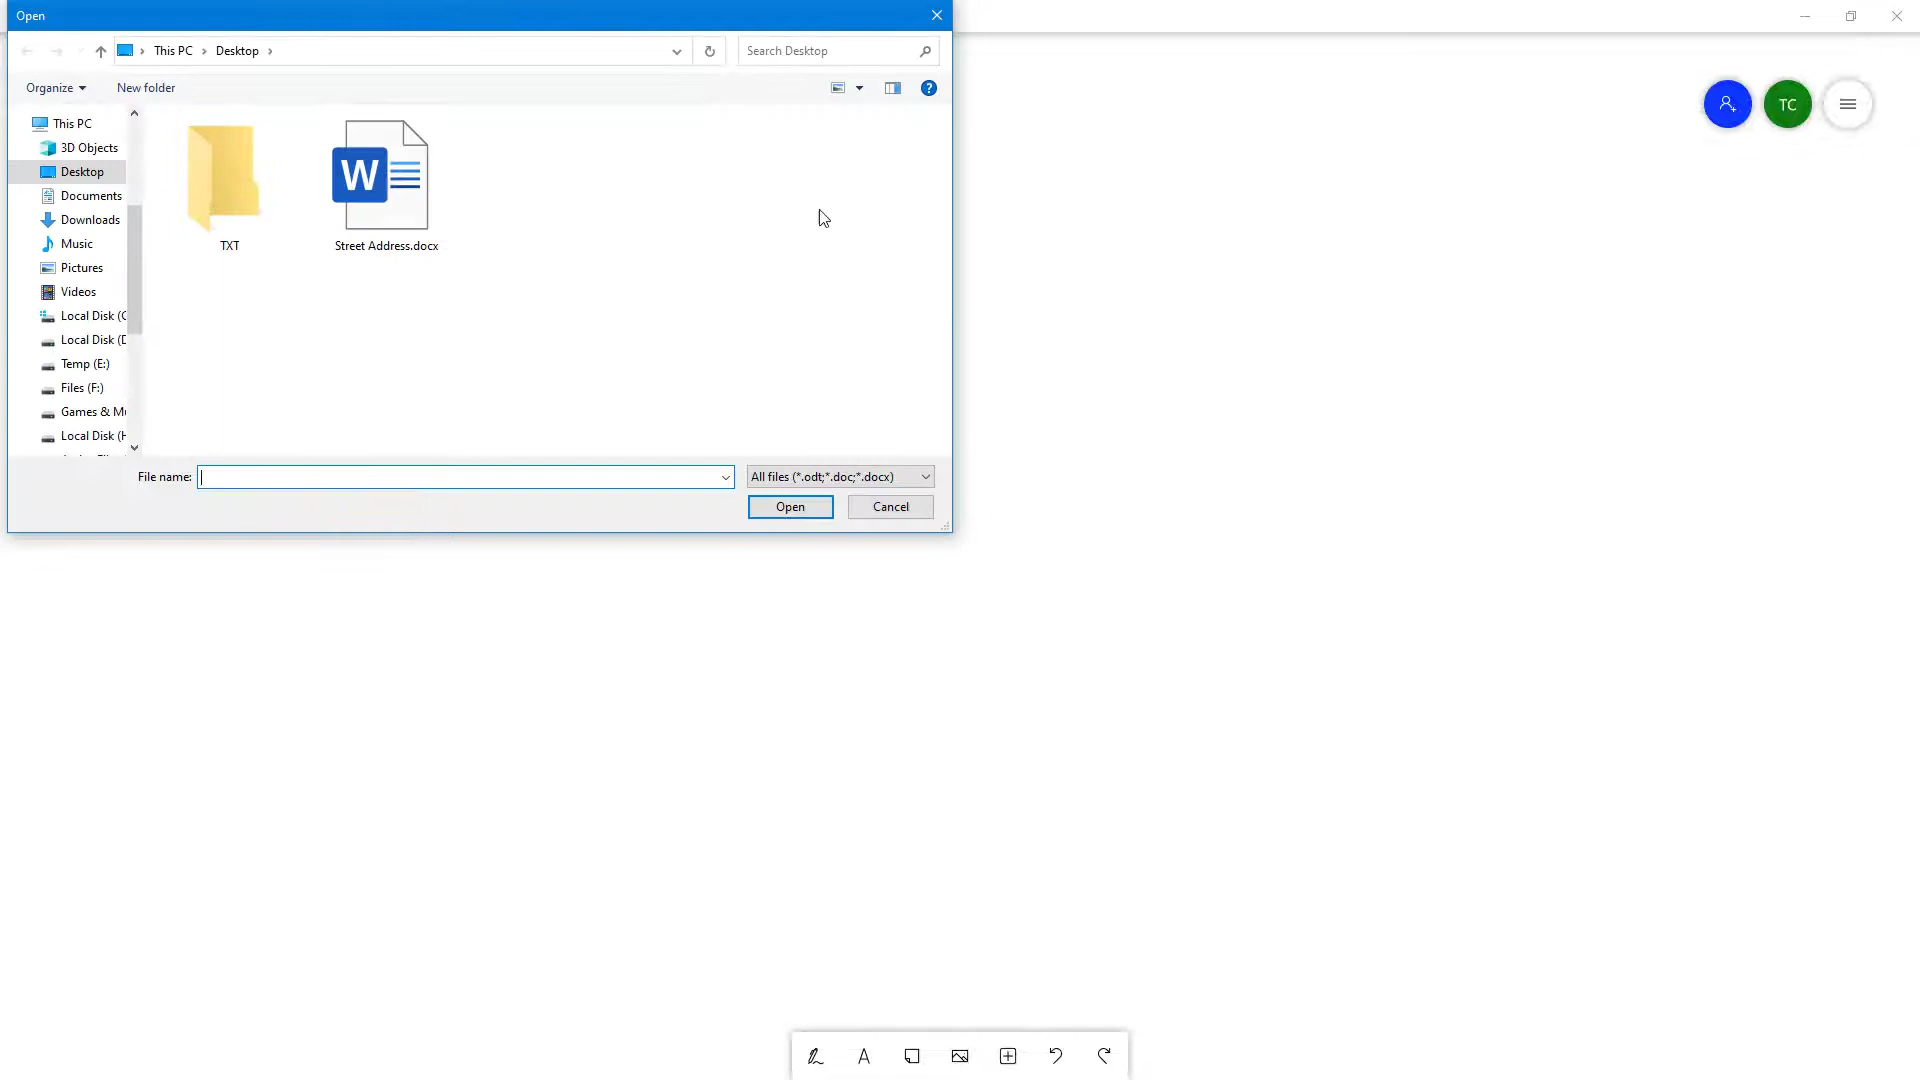 Open
This PC
Desktop
Search Desktop
Organize
New folder
This PC
3D Objects
Desktop
Documents
Downloads
Music
Pictures
Videos
Local Disk (
Local Disk (
Temp (E:)
Files (F:)
Games & M
Local Disk (
TXT
W
Street Address.docx
TC
File name:
All files (*.odt;*.doc;*.docx)
Open
Cancel